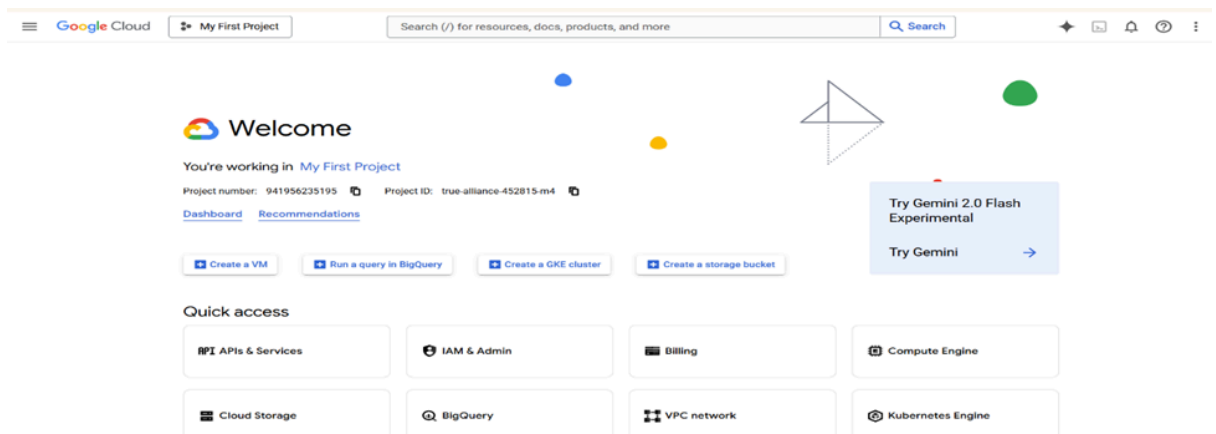 Google Cloud My First Project Search (/) for resources, docs, products, and more Search
Welcome
You're working in My First Project
Project number: 941956235195 Project ID: true-alliance-452815-m4
Dashboard Recommendations
Try Gemini 2.0 Flash
Experimental
Try Gemini
Create a VM Run a query in BigQuery Create a GKE cluster Create a storage bucket
Quick access
API APIs & Services IAM & Admin Billing Compute Engine
Cloud Storage BigQuery VPC network Kubernetes Engine